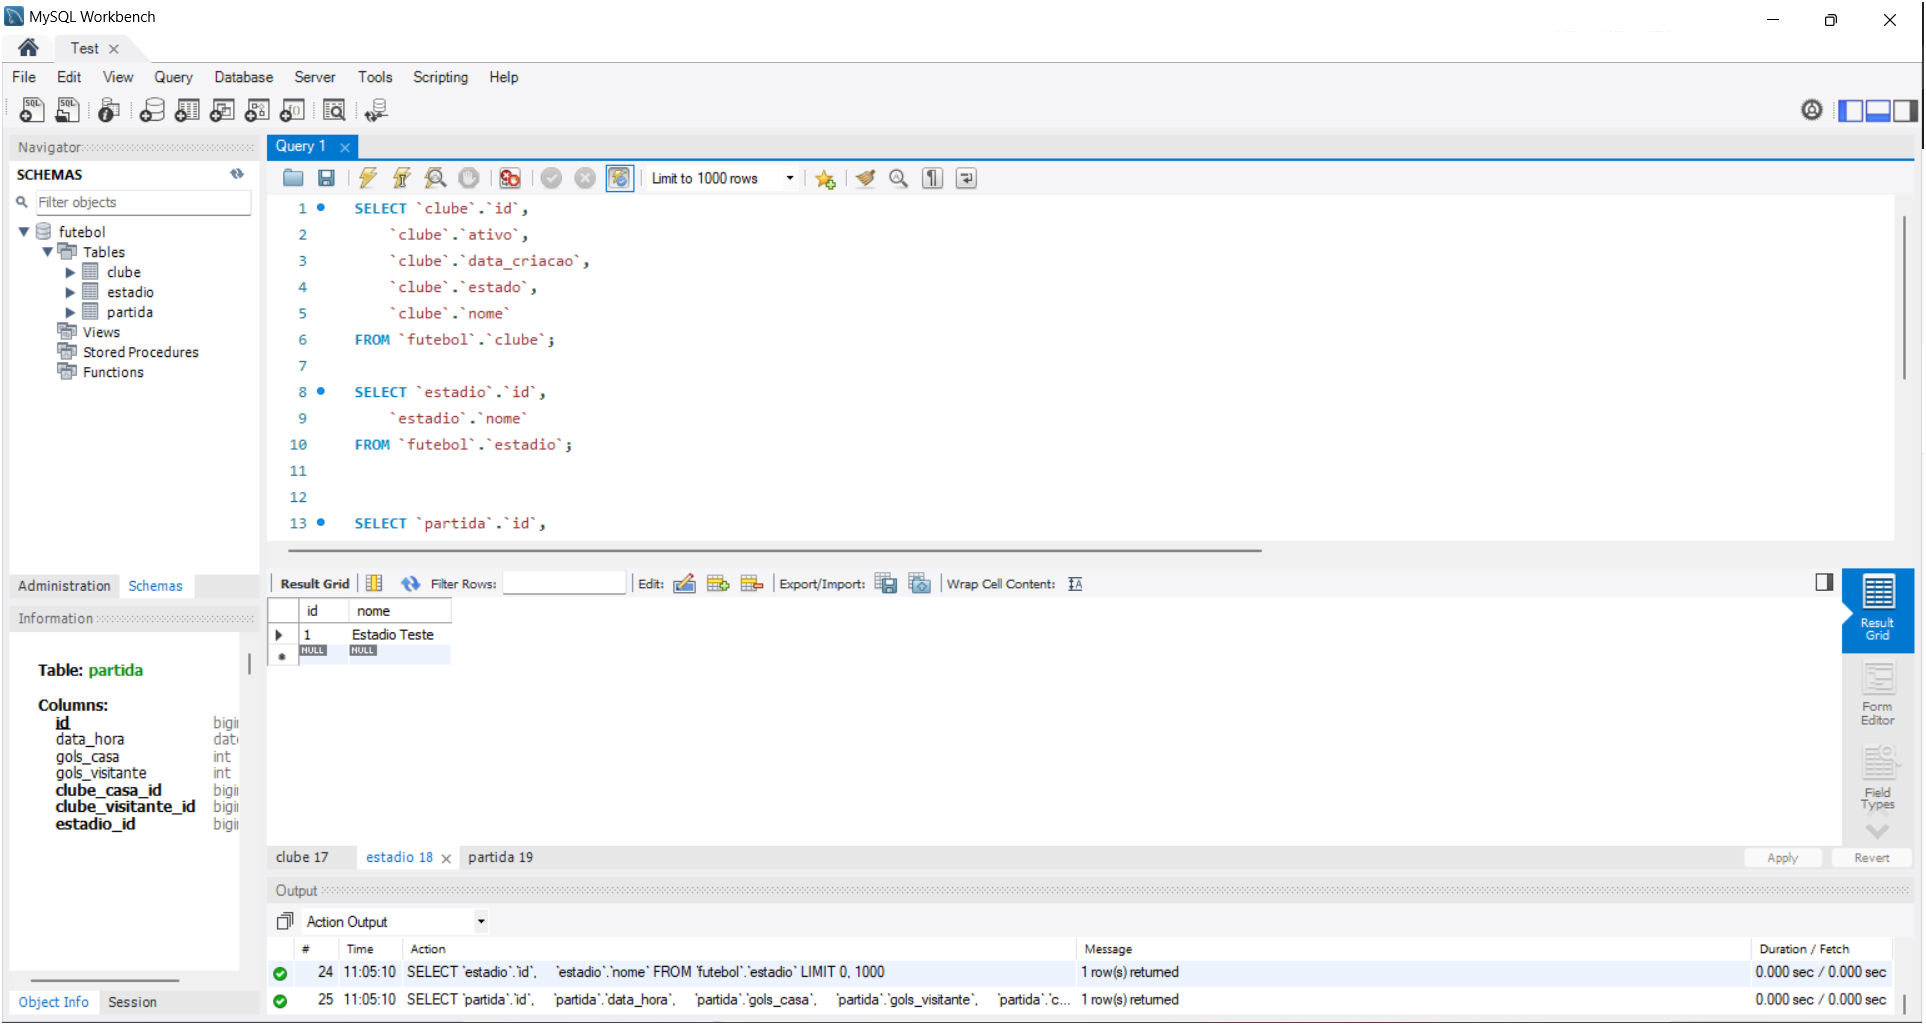 MySQL Workbench
Test
File Edit View Query Database Server Tools Scripting Help
Navigator
SCHEMAS
Filter objects
futebol
Tables
clube
estadio
partida
Views
Stored Procedures
Functions
Administration Schemas
Information
Table: partida
Columns:
id bigi
data_hora dat
gols_casa int
gols_visitante int
clube_casa_id bigi
clube_visitante_id bigi
estadio_id bigi
Object Info Session
Query 1
Limit to 1000 rows
1 SELECT `clube`.`id`,
2 `clube`.`ativo`,
3 `clube`.`data_criacao`,
4 `clube`.`estado`,
5 `clube`.`nome`
6 FROM `futebol`.`clube`;
7
8 SELECT `estadio`.`id`,
9 `estadio`.`nome`
10 FROM `futebol`.`estadio`;
11
12
13 SELECT `partida`.`id`,
Result Grid Filter Rows: Edit: Export/Import: Wrap Cell Content:
id nome
1 Estadio Teste
NULL NULL
Result
Grid
Form
Editor
Field
Types
clube 17 estadio 18 partida 19
Apply Revert
Output
Action Output
# Time Action Message Duration / Fetch
24 11:05:10 SELECT `estadio`.`id`, `estadio`.`nome` FROM `futebol`.`estadio` LIMIT 0, 1000 1 row(s) returned 0.000 sec / 0.000 sec
25 11:05:10 SELECT `partida`.`id`, `partida`.`data_hora`, `partida`.`gols_casa`, `partida`.`gols_visitante`, `partida`.`c... 1 row(s) returned 0.000 sec / 0.000 sec